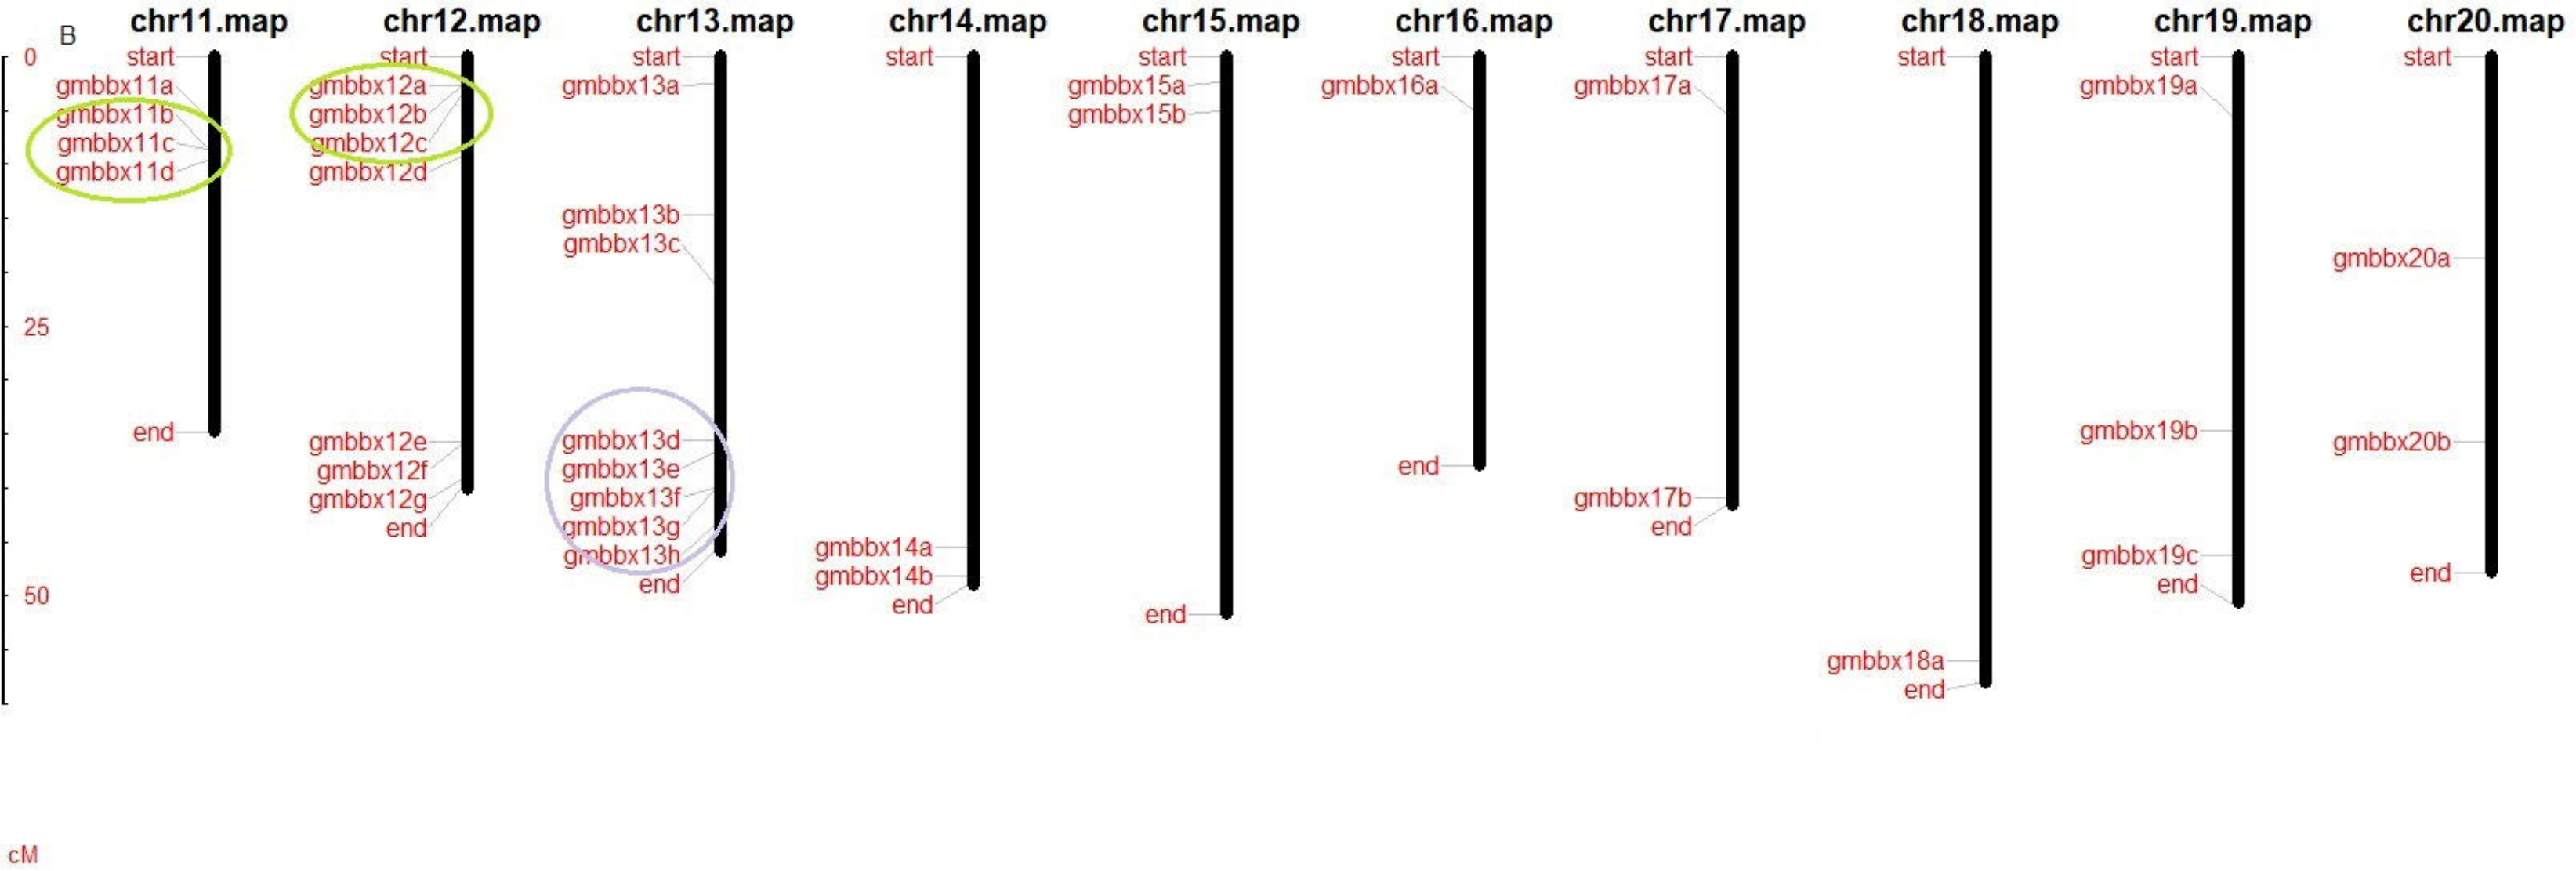 B
chr11.map chr12.map chr13.map chr14.map chr15.map chr16.map chr17.map chr18.map chr19.map chr20.map
0 start start start start start start start start start start
gmbbx11a gmbbx12a gmbbx13a gmbbx15a gmbbx16a gmbbx17a gmbbx19a
gmbbx11b gmbbx12b gmbbx15b
gmbbx11c gmbbx12c
gmbbx11d gmbbx12d
gmbbx13b
gmbbx13c
gmbbx20a
25
end gmbbx19b
gmbbx12e gmbbx13d gmbbx20b
gmbbx12f gmbbx13e end
gmbbx12g gmbbx13f gmbbx17b
end gmbbx13g end
gmbbx14a
gmbbx13h gmbbx19c
gmbbx14b end
end end
50
end
end
gmbbx18a
end
cM